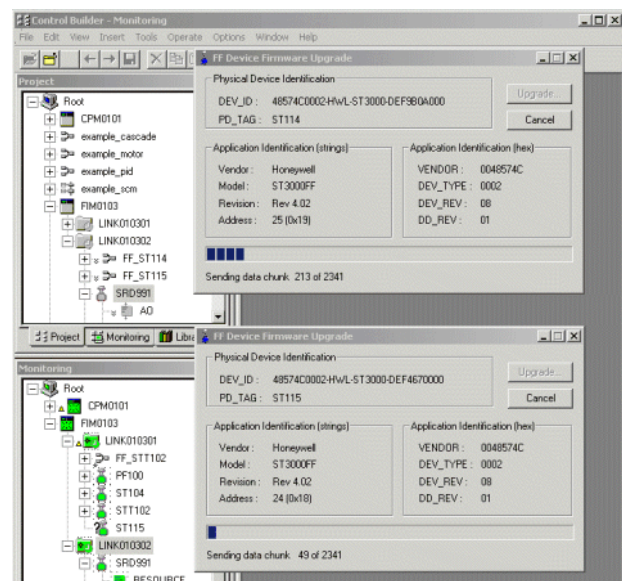 Control Builder - Monitoring
File Edit View Insert Tools Operate Options Window Help
Project
Root
CPM0101
example_cascade
example_motor
example_pid
example_scm
FIM0103
LINK010301
LINK010302
FF_ST114
FF_ST115
SRD991
AO
Project Monitoring Libra
FF Device Firmware Upgrade
Physical Device Identification
DEV_ID : 48574C0002-HWL-ST3000-DEF9B0A000
PD_TAG : ST114
Upgrade...
Cancel
Application Identification (strings)
Vendor : Honeywell
Model : ST3000FF
Revision : Rev 4.02
Address : 25 (0x19)
Application Identification (hex)
VENDOR : 0048574C
DEV_TYPE : 0002
DEV_REV : 08
DD_REV : 01
Sending data chunk 213 of 2341
Monitoring
Root
CPM0101
FIM0103
LINK010301
FF_STT102
PF100
ST104
STT102
ST115
LINK010302
SRD991
RESOURCE
FF Device Firmware Upgrade
Physical Device Identification
DEV_ID : 48574C0002-HWL-ST3000-DEF4670000
PD_TAG : ST115
Upgrade...
Cancel
Application Identification (strings)
Vendor : Honeywell
Model : ST3000FF
Revision : Rev 4.02
Address : 24 (0x18)
Application Identification (hex)
VENDOR : 0048574C
DEV_TYPE : 0002
DEV_REV : 08
DD_REV : 01
Sending data chunk 49 of 2341